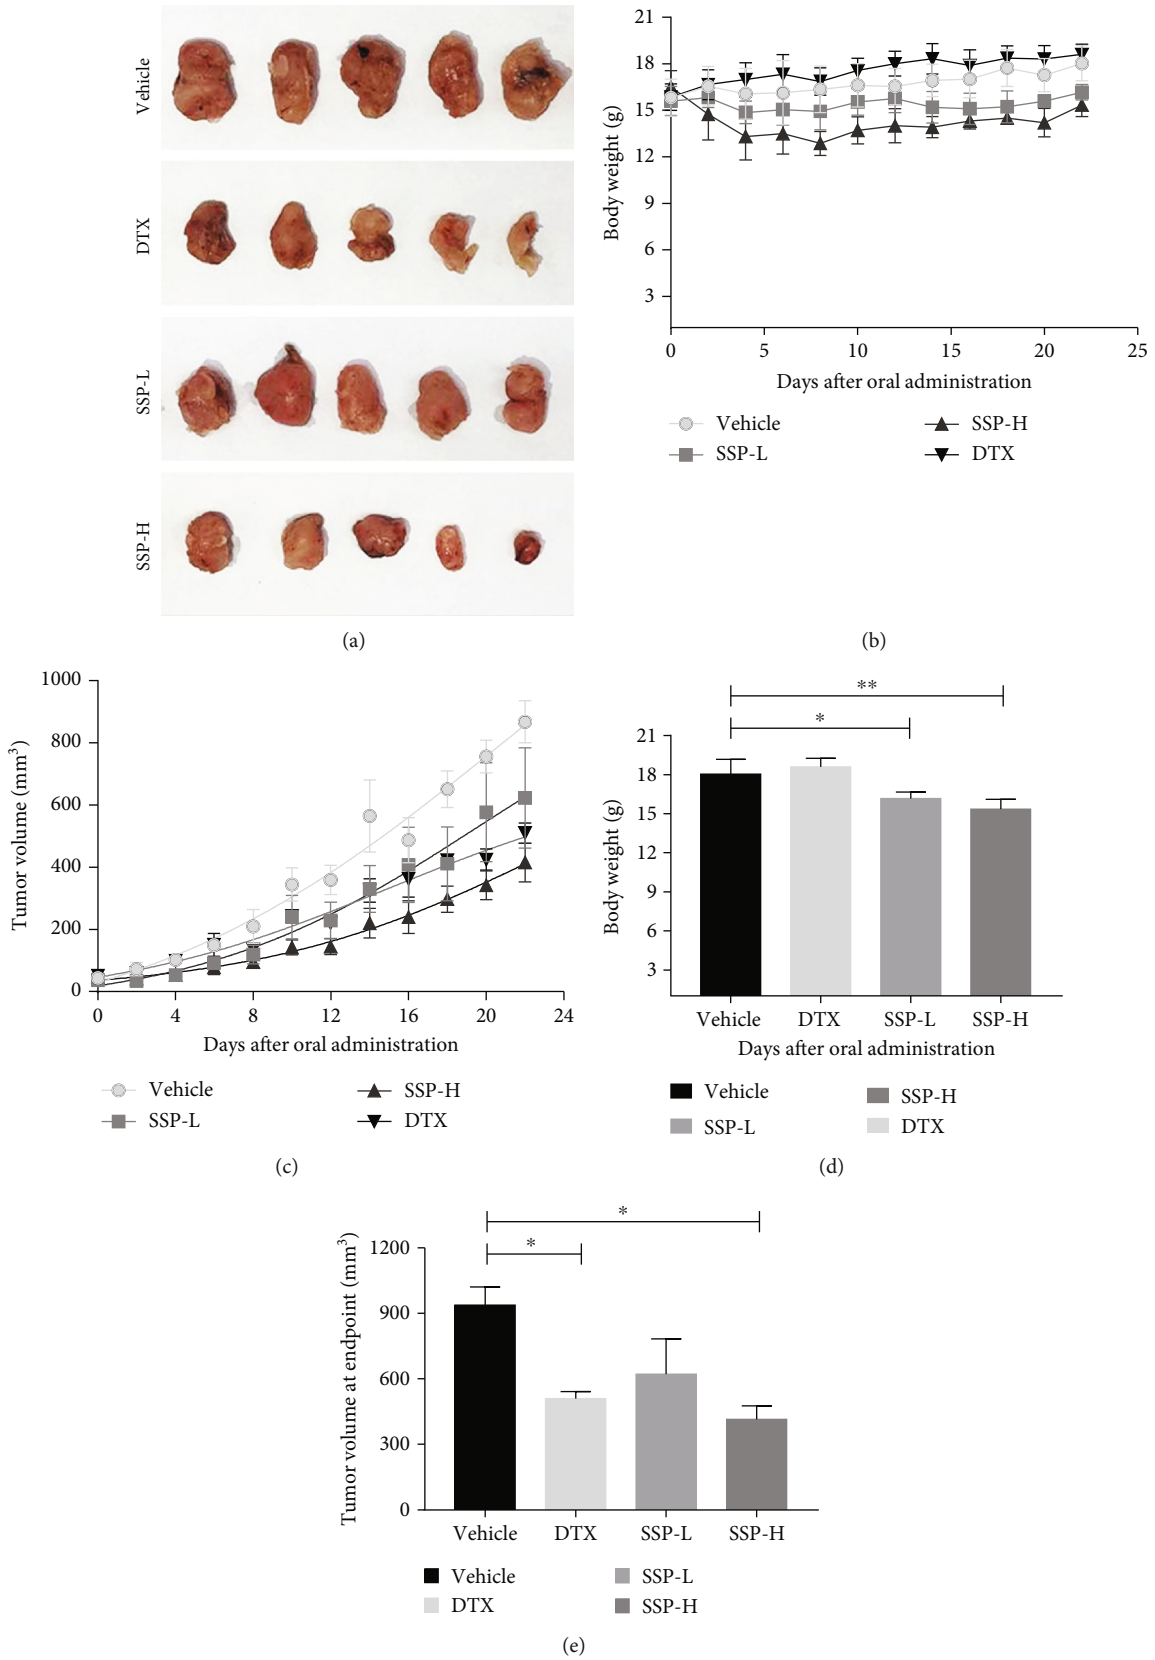 Vehicle
DTX
SSP-L
SSP-H
(a)
21
18
15
12
9
6
3
Body weight (g)
0 5 10 15 20 25
Days after oral administration
Vehicle SSP-H
SSP-L DTX
(b)
1000
800
600
400
200
0
Tumor volume (mm³)
0 4 8 12 16 20 24
Days after oral administration
Vehicle SSP-H
SSP-L DTX
(c)
**
*
21
18
15
12
9
6
3
Body weight (g)
Vehicle DTX SSP-L SSP-H
Days after oral administration
Vehicle SSP-H
SSP-L DTX
(d)
*
*
1200
900
600
300
0
Tumor volume at endpoint (mm³)
Vehicle DTX SSP-L SSP-H
Vehicle SSP-L
DTX SSP-H
(e)